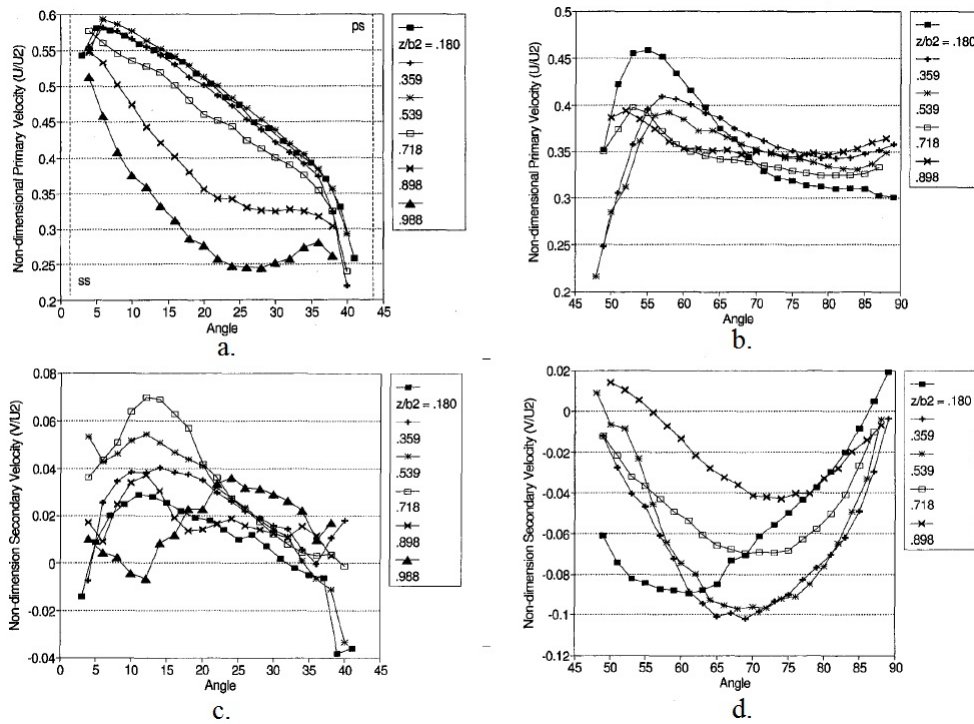 Non-dimensional Primary Velocity (U/U2)
0.6
0.55
0.5
0.45
0.4
0.35
0.3
0.25
0.2
ps
ss
0 5 10 15 20 25 30 35 40 45
Angle
a.
z/b2 = .180
.359
.539
.718
.898
.988
Non-dimensional Primary Velocity (U/U2)
0.5
0.45
0.4
0.35
0.3
0.25
0.2
45 50 55 60 65 70 75 80 85 90
Angle
b.
z/b2 = .180
.359
.539
.718
.898
Non-dimension Secondary Velocity (V/U2)
0.08
0.06
0.04
0.02
0
-0.02
-0.04
0 5 10 15 20 25 30 35 40 45
Angle
c.
z/b2 = .180
.359
.539
.718
.898
.988
Non-dimension Secondary Velocity (V/U2)
0.02
0
-0.02
-0.04
-0.06
-0.08
-0.1
-0.12
45 50 55 60 65 70 75 80 85 90
Angle
d.
z/b2 = .180
.359
.539
.718
.898